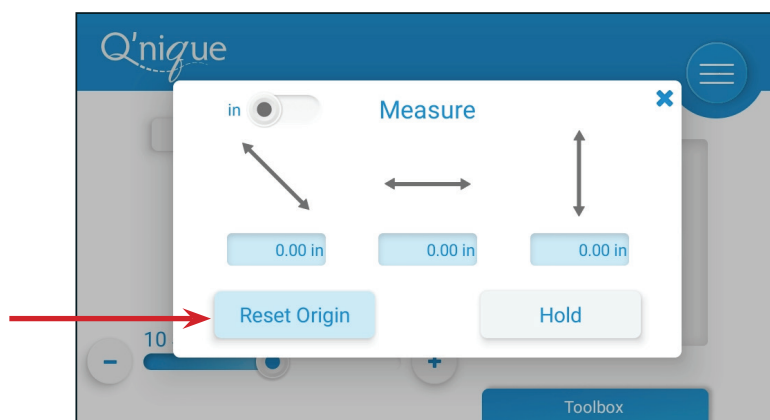 Q'nique
in
Measure
0.00 in 0.00 in 0.00 in
Reset Origin Hold
10
Toolbox